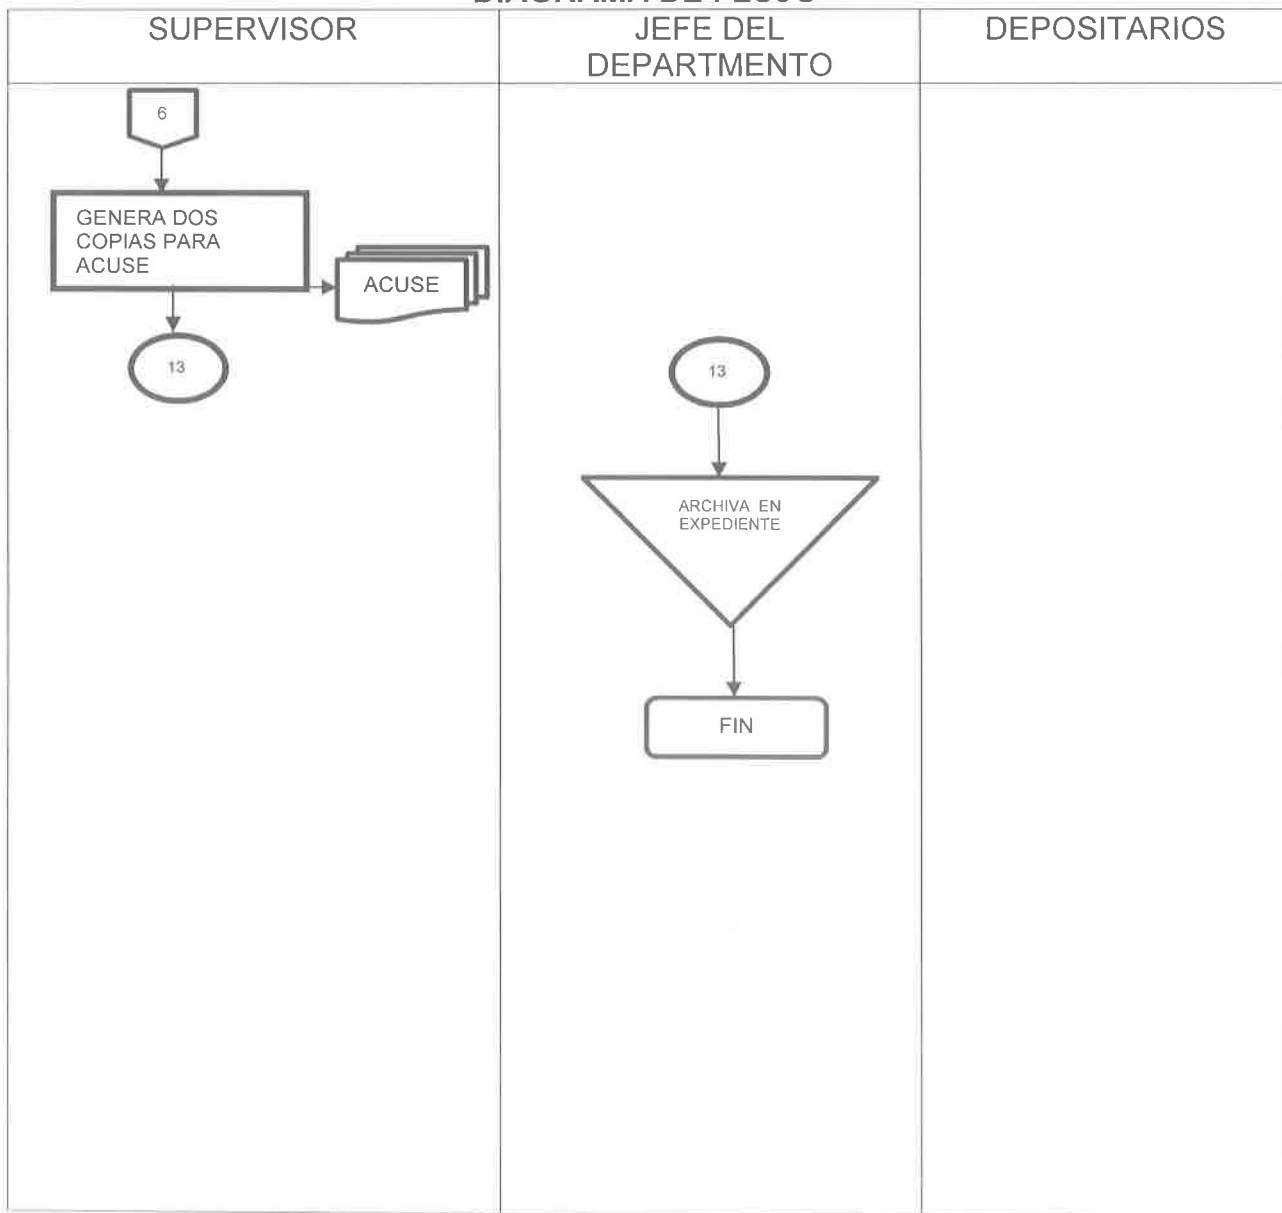 SUPERVISOR
JEFE DEL
DEPARTMENTO
DEPOSITARIOS
6
GENERA DOS
COPIAS PARA
ACUSE
ACUSE
13
13
ARCHIVA EN
EXPEDIENTE
FIN